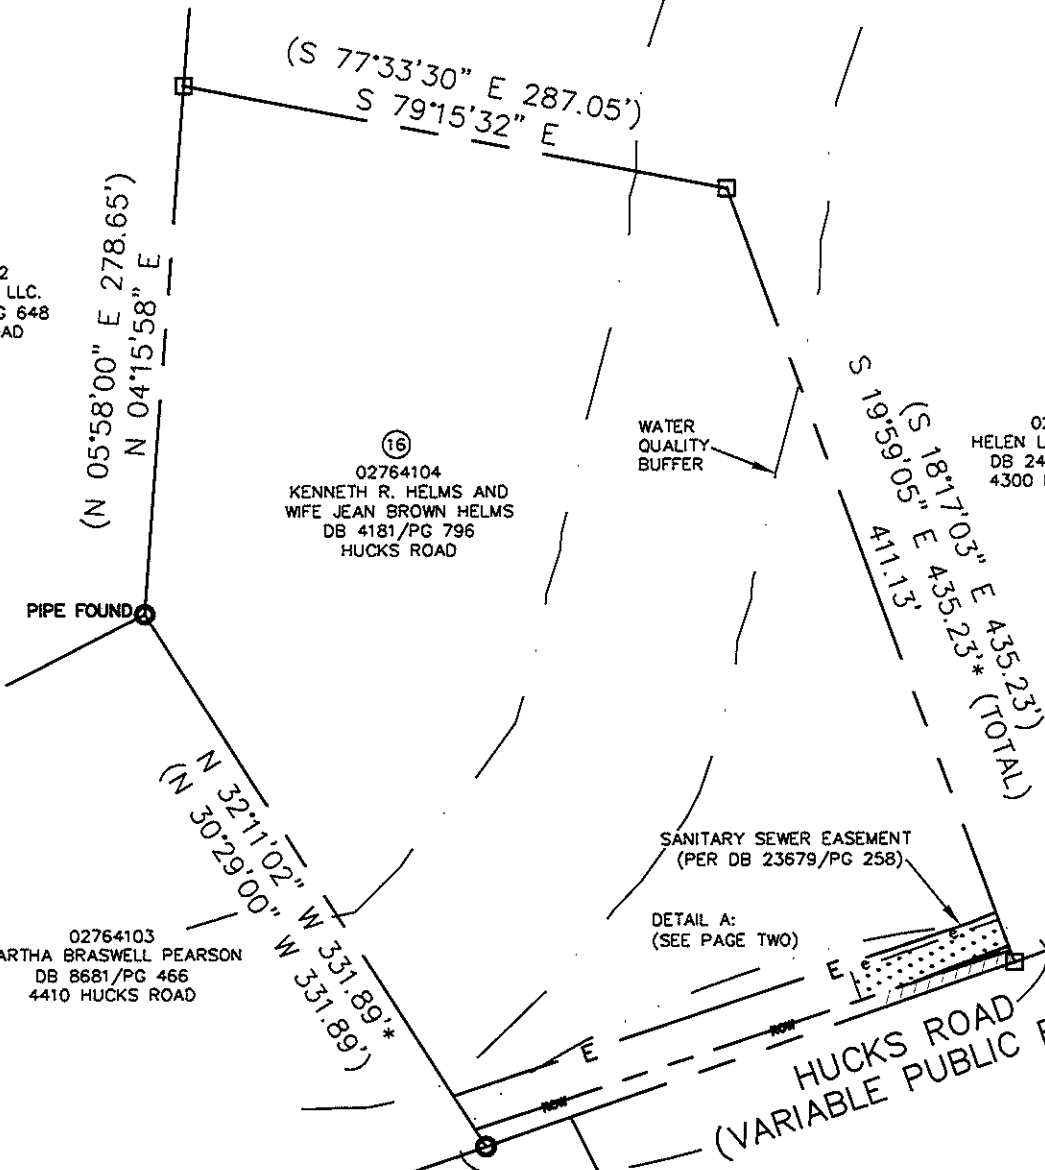 (S 77°33'30" E 287.05')
S 79°15'32" E
(N 05°58'00" E 278.65')
N 04°15'58" E
2
LLC.
G 648
AD
16
02764104
KENNETH R. HELMS AND
WIFE JEAN BROWN HELMS
DB 4181/PG 796
HUCKS ROAD
WATER
QUALITY
BUFFER
(S 18°17'03" E 435.23')
S 19°59'05" E 435.23'* (TOTAL)
411.13'
02
HELEN L
DB 24
4300
PIPE FOUND
N 32°11'02" W 331.89'*
(N 30°29'00" W 331.89')
SANITARY SEWER EASEMENT
(PER DB 23679/PG 258)
DETAIL A:
(SEE PAGE TWO)
02764103
ARTHA BRASWELL PEARSON
DB 8681/PG 466
4410 HUCKS ROAD
e
e
E
E
ROW
ROW
HUCKS ROAD
(VARIABLE PUBLIC